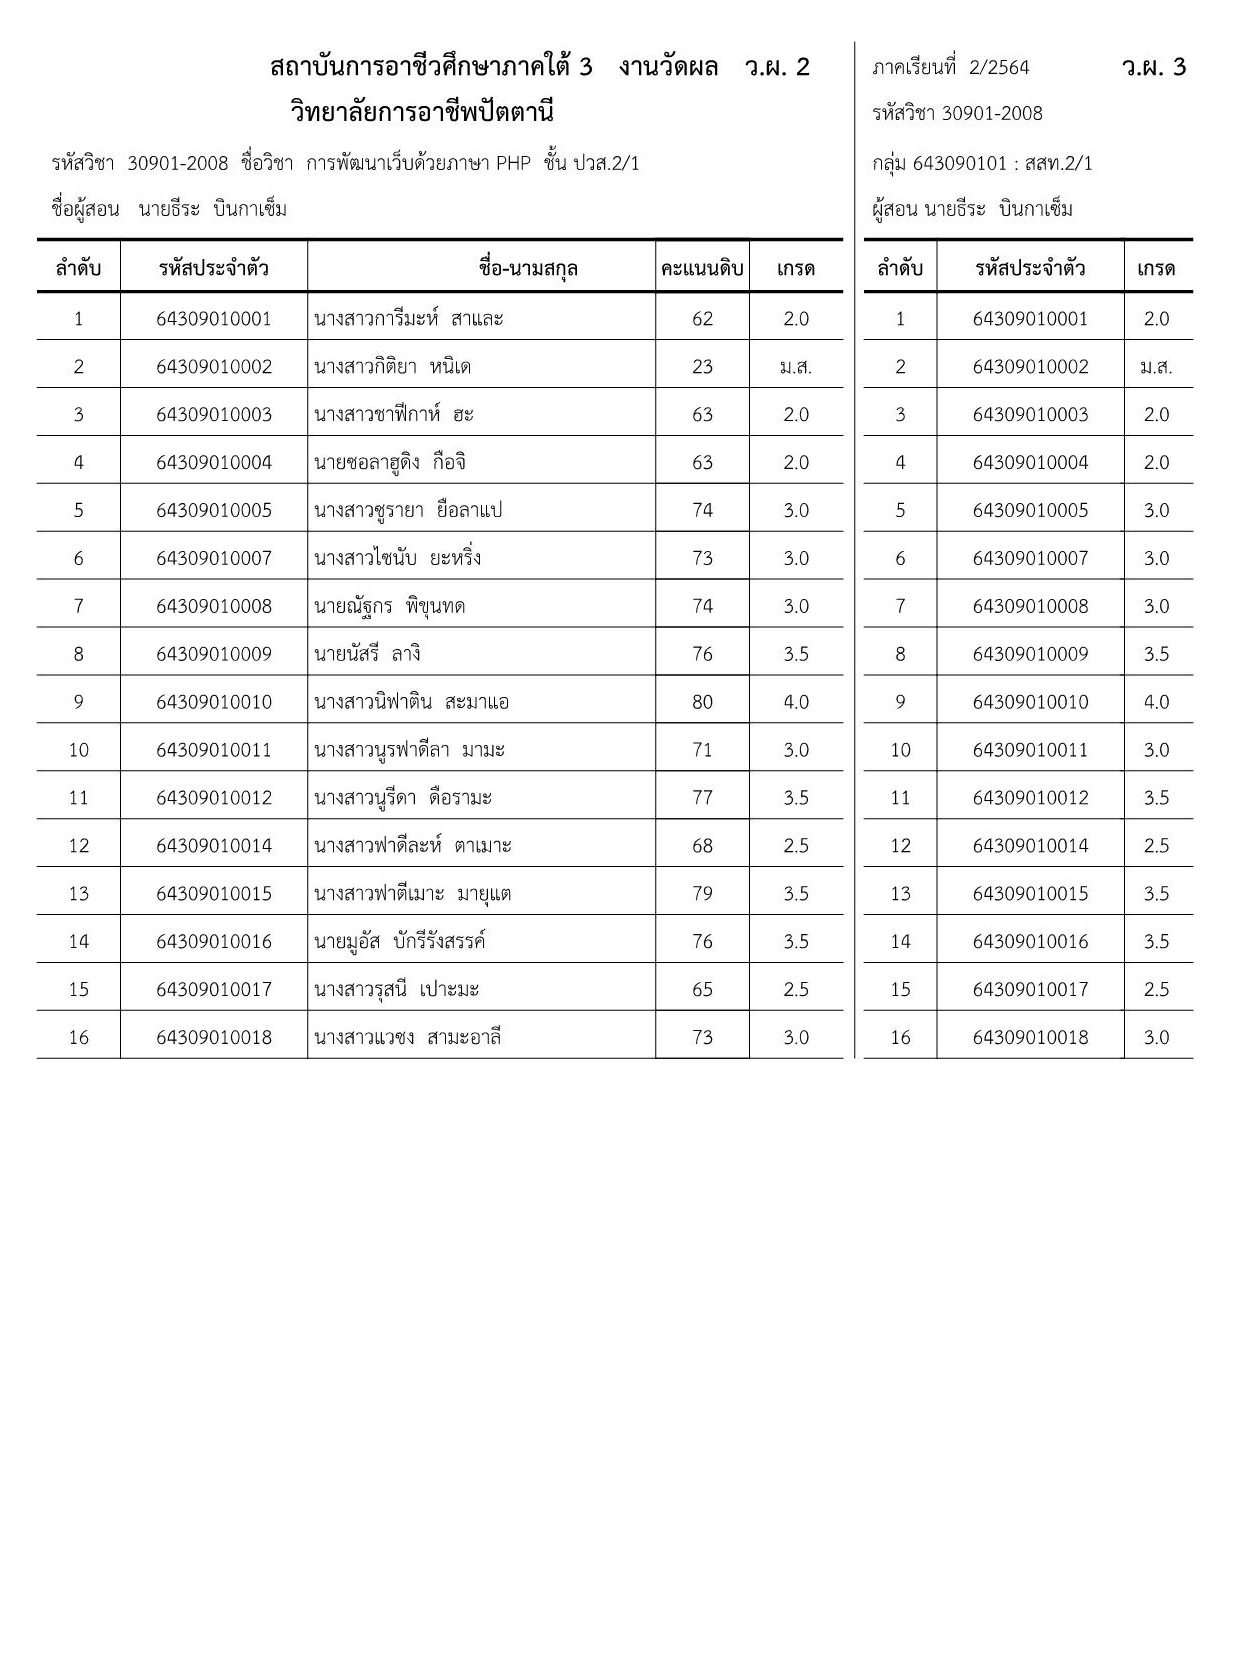 สถาบันการอาชีวศึกษาภาคใต้ 3 งานวัดผล ว.ผ. 2
วิทยาลัยการอาชีพปัตตานี
รหัสวิชา 30901-2008 ชื่อวิชา การพัฒนาเว็บด้วยภาษา PHP ชั้น ปวส.2/1
ชื่อผู้สอน นายธีระ บินกาเซ็ม
ลำดับ รหัสประจำตัว ชื่อ-นามสกุล คะแนนดิบ เกรด
1 64309010001 นางสาวการีมะห์ สาและ 62 2.0
2 64309010002 นางสาวกิติยา หนิเด 23 ม.ส.
3 64309010003 นางสาวซาฟีกาห์ ฮะ 63 2.0
4 64309010004 นายซอลาฮูดิง กือจิ 63 2.0
5 64309010005 นางสาวซูรายา ยือลาแป 74 3.0
6 64309010007 นางสาวไซนับ ยะหริ่ง 73 3.0
7 64309010008 นายณัฐกร พิขุนทด 74 3.0
8 64309010009 นายนัสรี ลางิ 76 3.5
9 64309010010 นางสาวนิฟาติน สะมาแอ 80 4.0
10 64309010011 นางสาวนูรฟาดีลา มามะ 71 3.0
11 64309010012 นางสาวนูรีดา ดือรามะ 77 3.5
12 64309010014 นางสาวฟาดีละห์ ตาเมาะ 68 2.5
13 64309010015 นางสาวฟาตีเมาะ มายุแต 79 3.5
14 64309010016 นายมูอัส บักรีรังสรรค์ 76 3.5
15 64309010017 นางสาวรุสนี เปาะมะ 65 2.5
16 64309010018 นางสาวแวซง สามะอาลี 73 3.0
ภาคเรียนที่ 2/2564 ว.ผ. 3
รหัสวิชา 30901-2008
กลุ่ม 643090101 : สสท.2/1
ผู้สอน นายธีระ บินกาเซ็ม
ลำดับ รหัสประจำตัว เกรด
1 64309010001 2.0
2 64309010002 ม.ส.
3 64309010003 2.0
4 64309010004 2.0
5 64309010005 3.0
6 64309010007 3.0
7 64309010008 3.0
8 64309010009 3.5
9 64309010010 4.0
10 64309010011 3.0
11 64309010012 3.5
12 64309010014 2.5
13 64309010015 3.5
14 64309010016 3.5
15 64309010017 2.5
16 64309010018 3.0